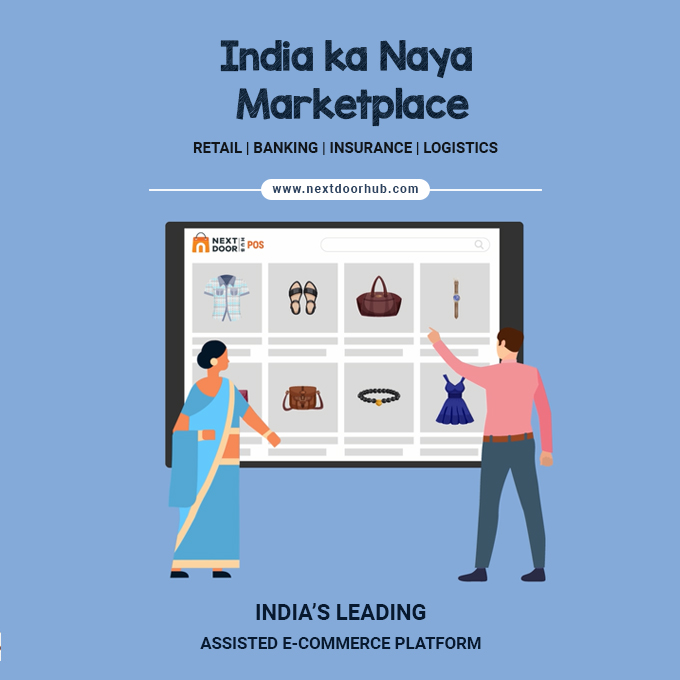 India ka Naya
Marketplace
RETAIL | BANKING | INSURANCE | LOGISTICS
www.nextdoorhub.com
NEXT
DOOR HUB POS
INDIA'S LEADING
ASSISTED E-COMMERCE PLATFORM